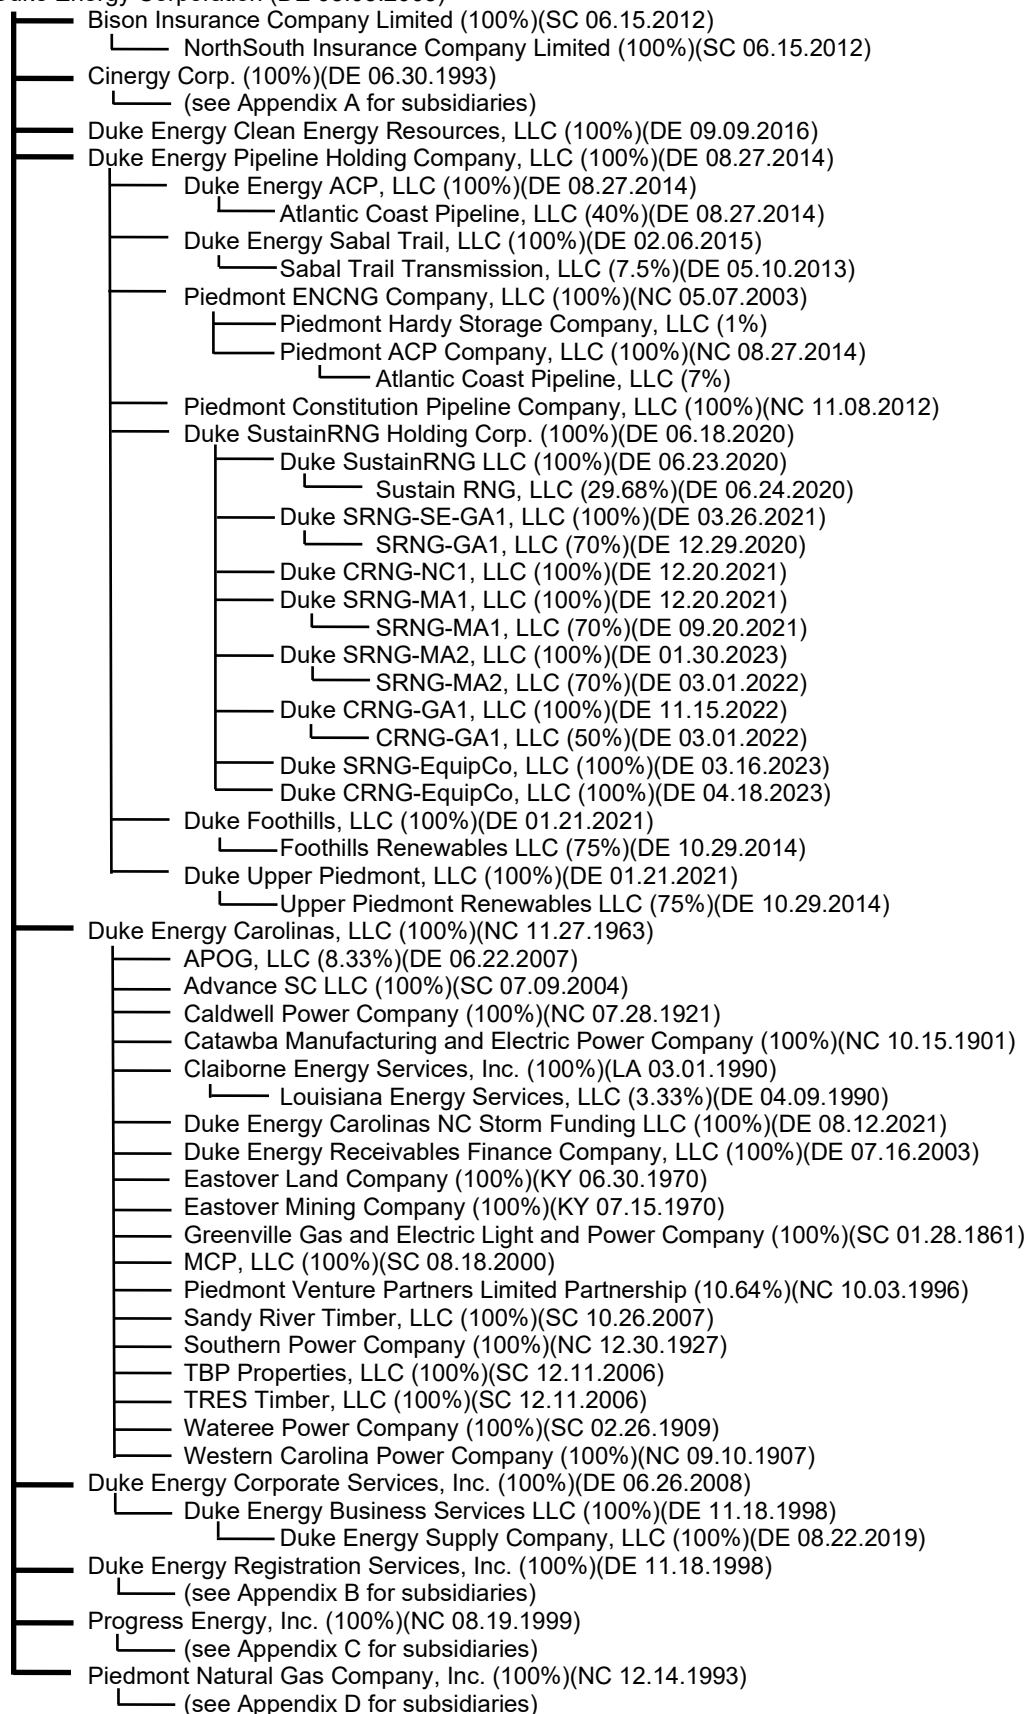 Bison Insurance Company Limited (100%)(SC 06.15.2012)
NorthSouth Insurance Company Limited (100%)(SC 06.15.2012)
Cinergy Corp. (100%)(DE 06.30.1993)
(see Appendix A for subsidiaries)
Duke Energy Clean Energy Resources, LLC (100%)(DE 09.09.2016)
Duke Energy Pipeline Holding Company, LLC (100%)(DE 08.27.2014)
Duke Energy ACP, LLC (100%)(DE 08.27.2014)
Atlantic Coast Pipeline, LLC (40%)(DE 08.27.2014)
Duke Energy Sabal Trail, LLC (100%)(DE 02.06.2015)
Sabal Trail Transmission, LLC (7.5%)(DE 05.10.2013)
Piedmont ENCNG Company, LLC (100%)(NC 05.07.2003)
Piedmont Hardy Storage Company, LLC (1%)
Piedmont ACP Company, LLC (100%)(NC 08.27.2014)
Atlantic Coast Pipeline, LLC (7%)
Piedmont Constitution Pipeline Company, LLC (100%)(NC 11.08.2012)
Duke SustainRNG Holding Corp. (100%)(DE 06.18.2020)
Duke SustainRNG LLC (100%)(DE 06.23.2020)
Sustain RNG, LLC (29.68%)(DE 06.24.2020)
Duke SRNG-SE-GA1, LLC (100%)(DE 03.26.2021)
SRNG-GA1, LLC (70%)(DE 12.29.2020)
Duke CRNG-NC1, LLC (100%)(DE 12.20.2021)
Duke SRNG-MA1, LLC (100%)(DE 12.20.2021)
SRNG-MA1, LLC (70%)(DE 09.20.2021)
Duke SRNG-MA2, LLC (100%)(DE 01.30.2023)
SRNG-MA2, LLC (70%)(DE 03.01.2022)
Duke CRNG-GA1, LLC (100%)(DE 11.15.2022)
CRNG-GA1, LLC (50%)(DE 03.01.2022)
Duke SRNG-EquipCo, LLC (100%)(DE 03.16.2023)
Duke CRNG-EquipCo, LLC (100%)(DE 04.18.2023)
Duke Foothills, LLC (100%)(DE 01.21.2021)
Foothills Renewables LLC (75%)(DE 10.29.2014)
Duke Upper Piedmont, LLC (100%)(DE 01.21.2021)
Upper Piedmont Renewables LLC (75%)(DE 10.29.2014)
Duke Energy Carolinas, LLC (100%)(NC 11.27.1963)
APOG, LLC (8.33%)(DE 06.22.2007)
Advance SC LLC (100%)(SC 07.09.2004)
Caldwell Power Company (100%)(NC 07.28.1921)
Catawba Manufacturing and Electric Power Company (100%)(NC 10.15.1901)
Claiborne Energy Services, Inc. (100%)(LA 03.01.1990)
Louisiana Energy Services, LLC (3.33%)(DE 04.09.1990)
Duke Energy Carolinas NC Storm Funding LLC (100%)(DE 08.12.2021)
Duke Energy Receivables Finance Company, LLC (100%)(DE 07.16.2003)
Eastover Land Company (100%)(KY 06.30.1970)
Eastover Mining Company (100%)(KY 07.15.1970)
Greenville Gas and Electric Light and Power Company (100%)(SC 01.28.1861)
MCP, LLC (100%)(SC 08.18.2000)
Piedmont Venture Partners Limited Partnership (10.64%)(NC 10.03.1996)
Sandy River Timber, LLC (100%)(SC 10.26.2007)
Southern Power Company (100%)(NC 12.30.1927)
TBP Properties, LLC (100%)(SC 12.11.2006)
TRES Timber, LLC (100%)(SC 12.11.2006)
Wateree Power Company (100%)(SC 02.26.1909)
Western Carolina Power Company (100%)(NC 09.10.1907)
Duke Energy Corporate Services, Inc. (100%)(DE 06.26.2008)
Duke Energy Business Services LLC (100%)(DE 11.18.1998)
Duke Energy Supply Company, LLC (100%)(DE 08.22.2019)
Duke Energy Registration Services, Inc. (100%)(DE 11.18.1998)
(see Appendix B for subsidiaries)
Progress Energy, Inc. (100%)(NC 08.19.1999)
(see Appendix C for subsidiaries)
Piedmont Natural Gas Company, Inc. (100%)(NC 12.14.1993)
(see Appendix D for subsidiaries)